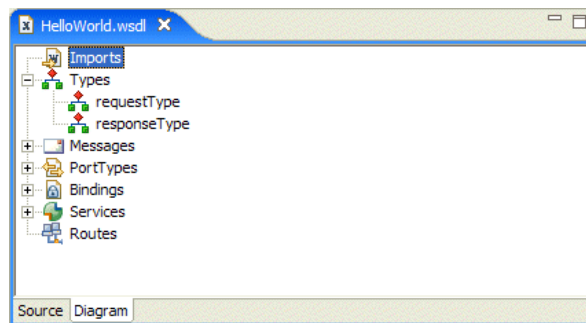 HelloWorld.wsdl
Imports
Types
requestType
responseType
Messages
PortTypes
Bindings
Services
Routes
Source Diagram